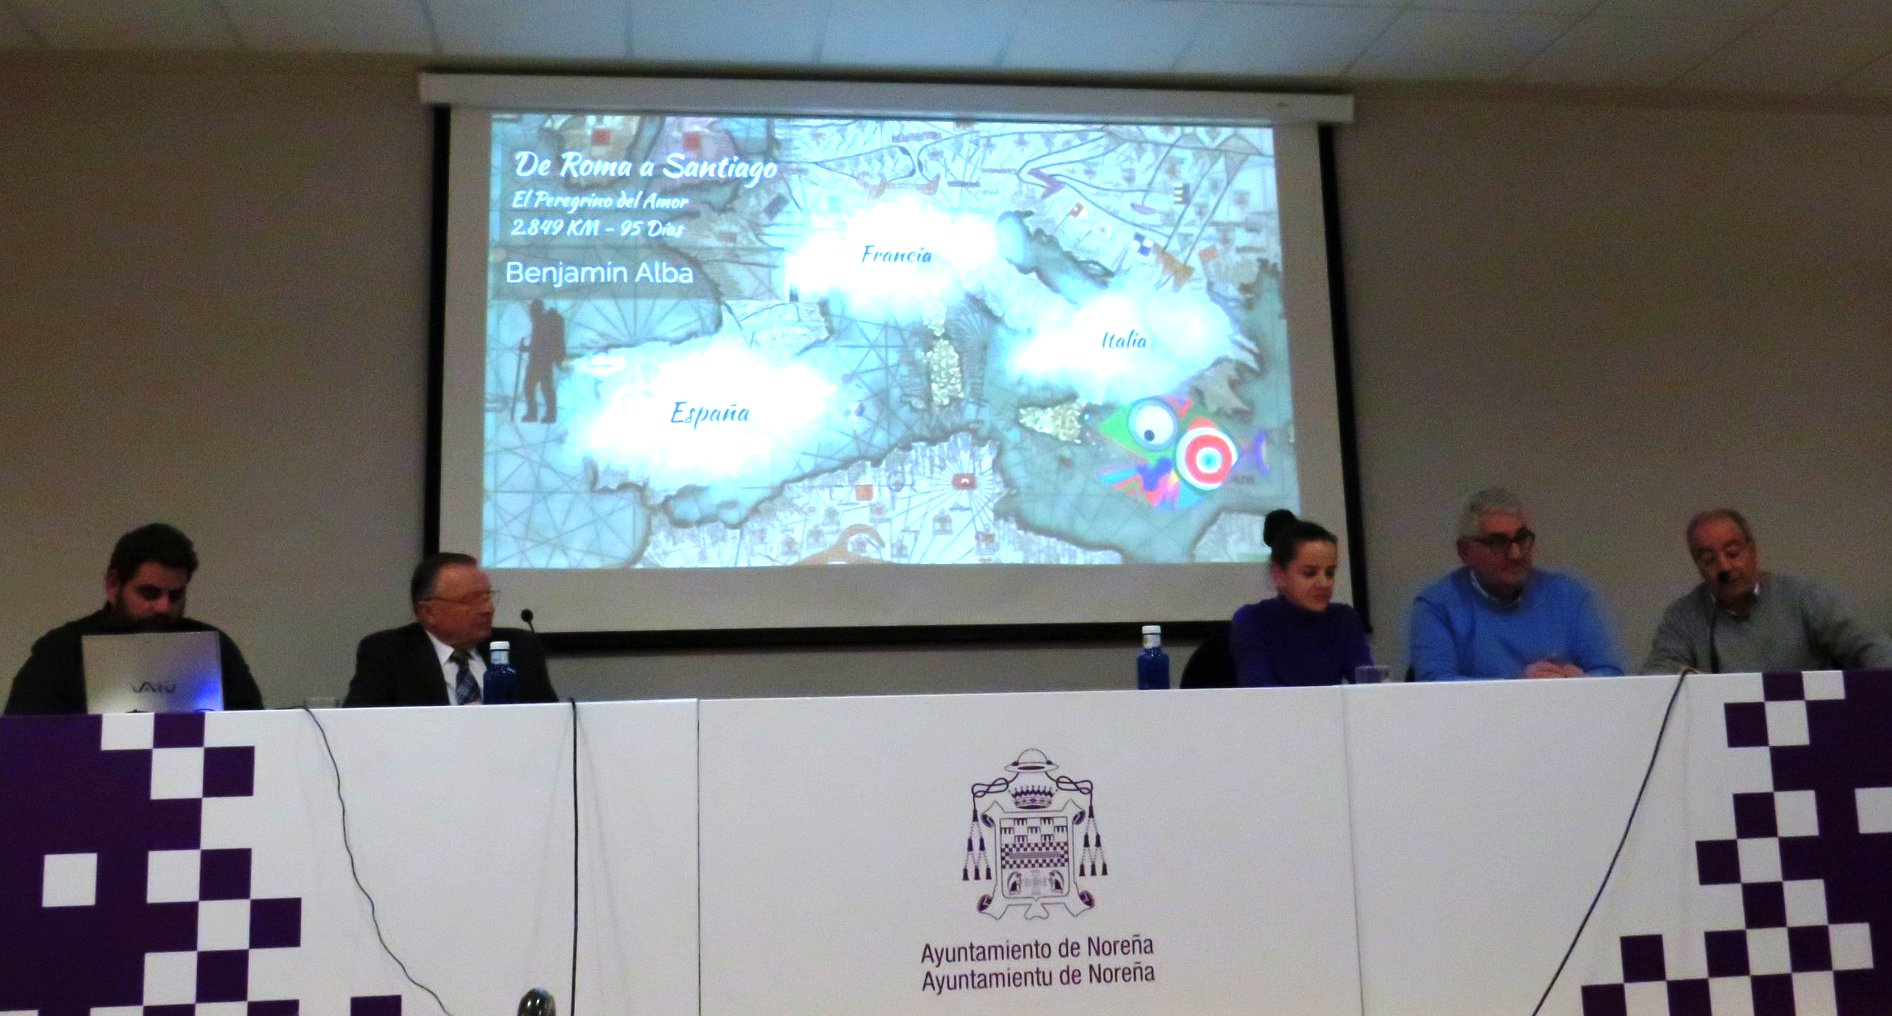 De Roma a Santiago
El Peregrino del Amor
2.849 KM - 95 Días
Benjamín Alba
Francia
Italia
España
VAIO
Ayuntamiento de Noreña
Ayuntamientu de Noreña